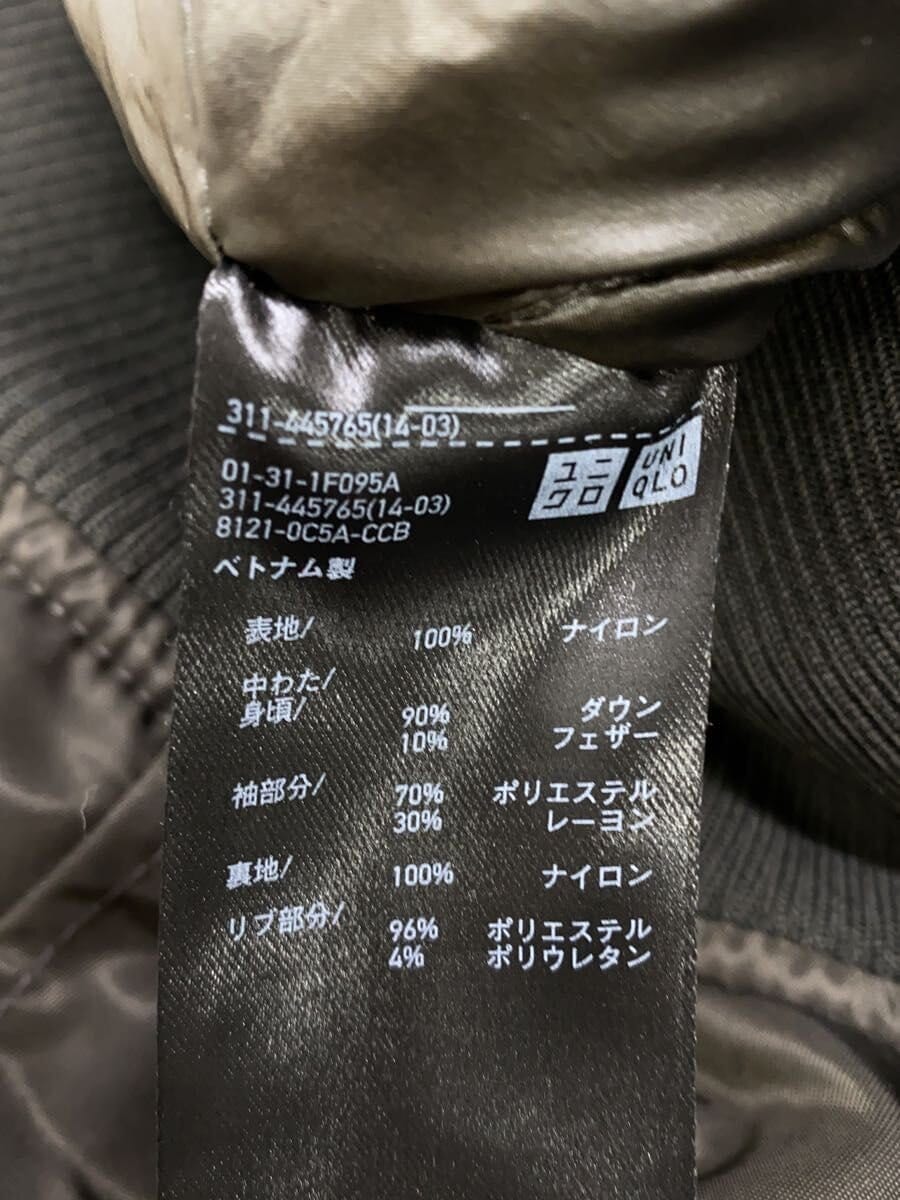 311-445765(14-03)
ユニ
クロ
UNI
QLO
01-31-1F095A
311-445765(14-03)
8121-0C5A-CCB
ベトナム製
表地/ 100% ナイロン
中わた/
身頃/ 90% ダウン
10% フェザー
袖部分/ 70% ポリエステル
30% レーヨン
裏地/ 100% ナイロン
リブ部分/ 96% ポリエステル
4% ポリウレタン